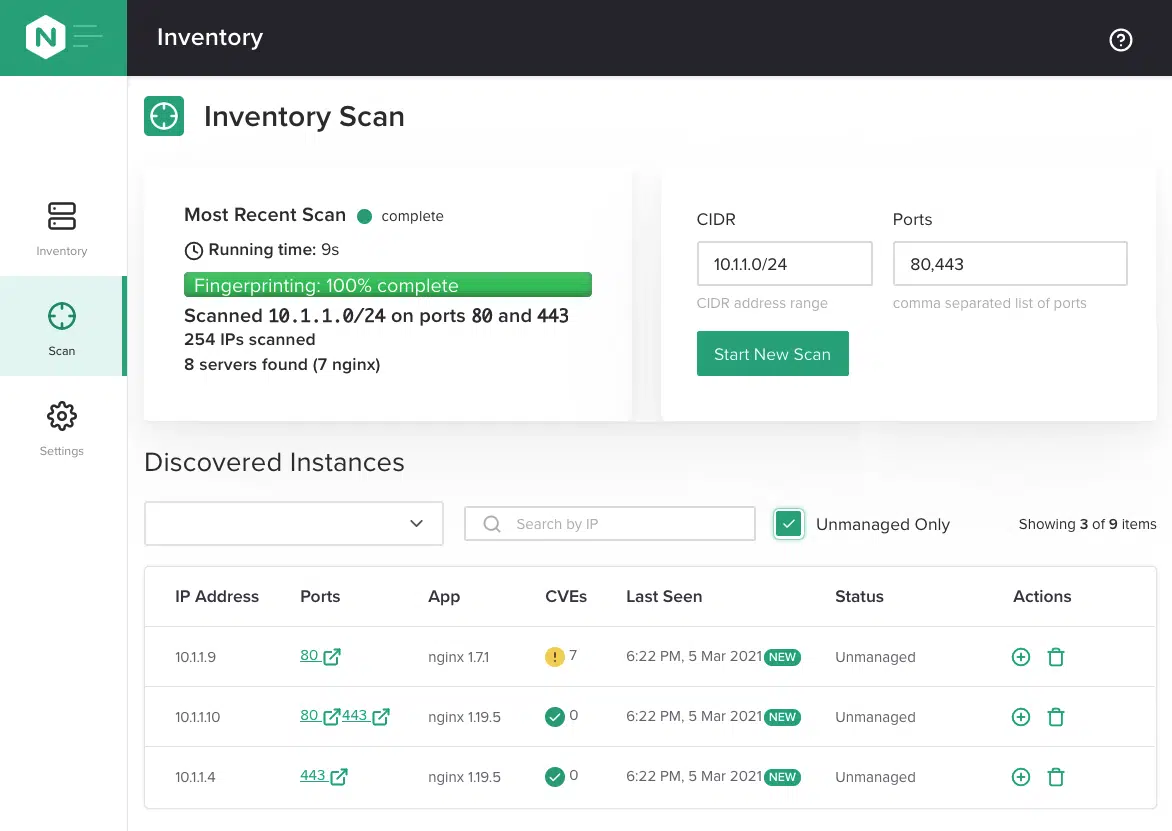 N
Inventory
Inventory Scan
Inventory
Scan
Settings
Most Recent Scan complete
Running time: 9s
Fingerprinting: 100% complete
Scanned 10.1.1.0/24 on ports 80 and 443
254 IPs scanned
8 servers found (7 nginx)
CIDR Ports
10.1.1.0/24 80,443
CIDR address range comma separated list of ports
Start New Scan
Discovered Instances
Search by IP Unmanaged Only Showing 3 of 9 items
IP Address Ports App CVEs Last Seen Status Actions
10.1.1.9 80 nginx 1.7.1 ! 7 6:22 PM, 5 Mar 2021 NEW Unmanaged
10.1.1.10 80 443 nginx 1.19.5 0 6:22 PM, 5 Mar 2021 NEW Unmanaged
10.1.1.4 443 nginx 1.19.5 0 6:22 PM, 5 Mar 2021 NEW Unmanaged